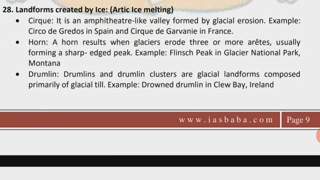 28. Landforms created by Ice: (Artic Ice melting)
• Cirque: It is an amphitheatre-like valley formed by glacial erosion. Example:
Circo de Gredos in Spain and Cirque de Garvanie in France.
• Horn: A horn results when glaciers erode three or more arêtes, usually
forming a sharp- edged peak. Example: Flinsch Peak in Glacier National Park,
Montana
• Drumlin: Drumlins and drumlin clusters are glacial landforms composed
primarily of glacial till. Example: Drowned drumlin in Clew Bay, Ireland
www.iasbaba.com Page 9